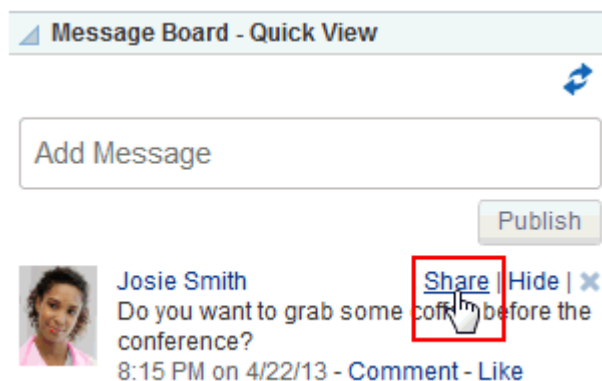 Message Board - Quick View
Add Message
Publish
Josie Smith Share | Hide |
Do you want to grab some before the
conference?
8:15 PM on 4/22/13 - Comment - Like